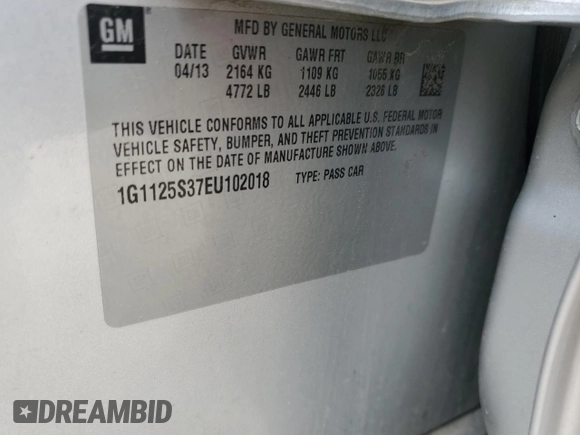 GM
MFD BY GENERAL MOTORS LLC
DATE GVWR GAWR FRT GAWR RR
04/13 2164 KG 1109 KG 1055 KG
4772 LB 2446 LB 2326 LB
THIS VEHICLE CONFORMS TO ALL APPLICABLE U.S. FEDERAL MOTOR
VEHICLE SAFETY, BUMPER, AND THEFT PREVENTION STANDARDS IN
EFFECT ON THE DATE OF MANUFACTURE SHOWN ABOVE.
1G1125S37EU102018 TYPE: PASS CAR
DREAMBID